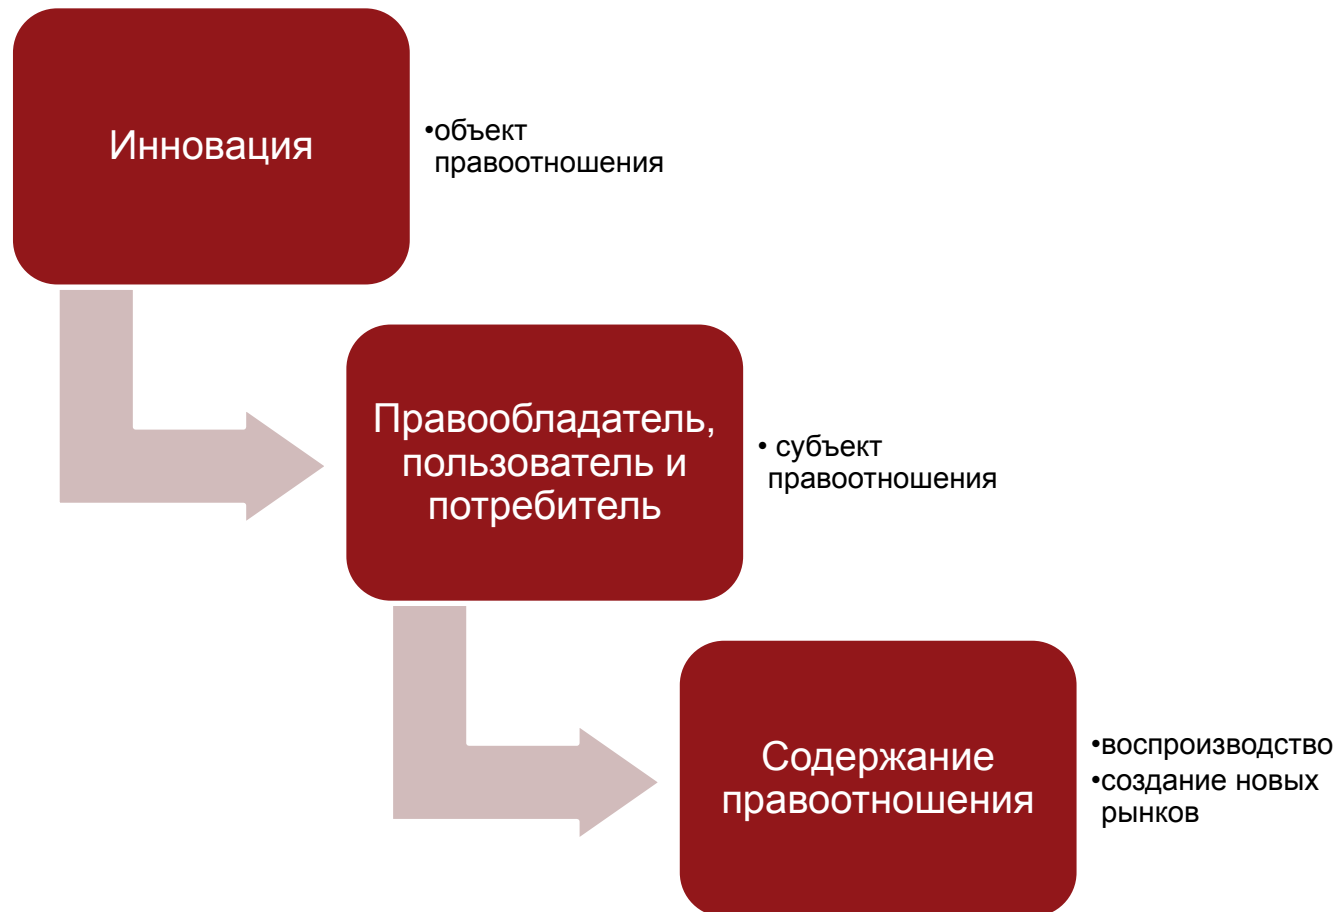 Инновация
•объект
правоотношения
Правообладатель,
пользователь и
потребитель
• субъект
правоотношения
Содержание
правоотношения
•воспроизводство
•создание новых
рынков